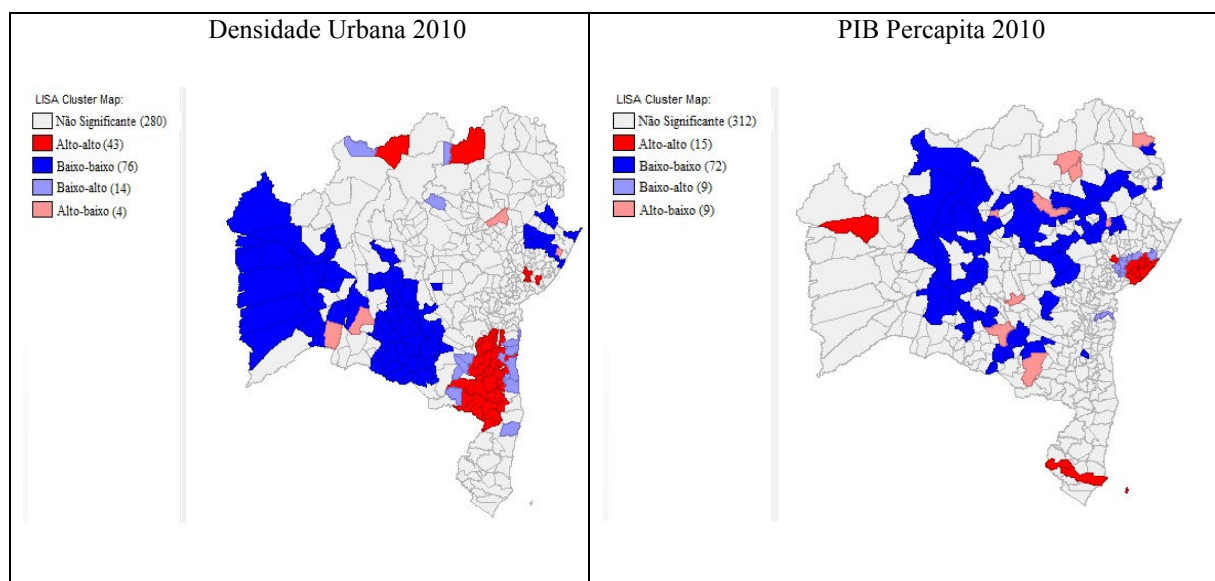 Densidade Urbana 2010
LISA Cluster Map:
Não Significante (280)
Alto-alto (43)
Baixo-baixo (76)
Baixo-alto (14)
Alto-baixo (4)
PIB Percapita 2010
LISA Cluster Map:
Não Significante (312)
Alto-alto (15)
Baixo-baixo (72)
Baixo-alto (9)
Alto-baixo (9)